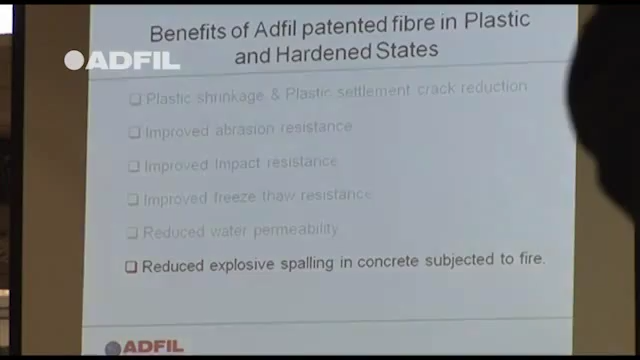 Benefits of Adfil patented fibre in Plastic
and Hardened States
ADFIL
Plastic shrinkage & Plastic settlement crack reduction
Improved abrasion resistance
Improved Impact resistance
Improved freeze thaw resistance
Reduced water permeability
Reduced explosive spalling in concrete subjected to fire.
ADFIL